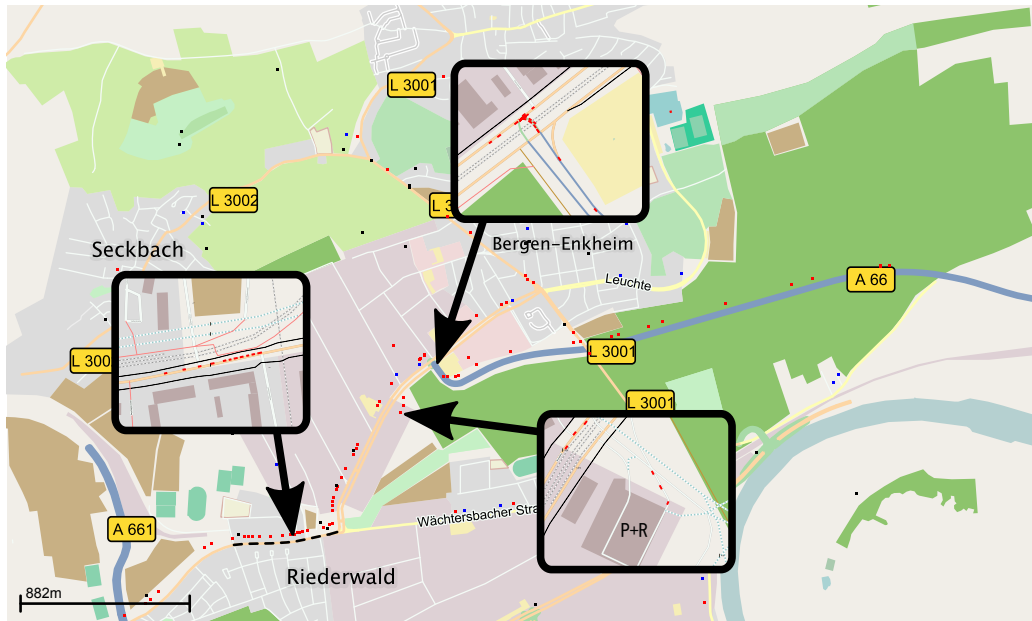 L 3001
L 3002
L 3
Seckbach
Bergen-Enkheim
Leuchte
A 66
L 300
L 3001
L 3001
P+R
Wächtersbacher Stra
A 661
Riederwald
882m